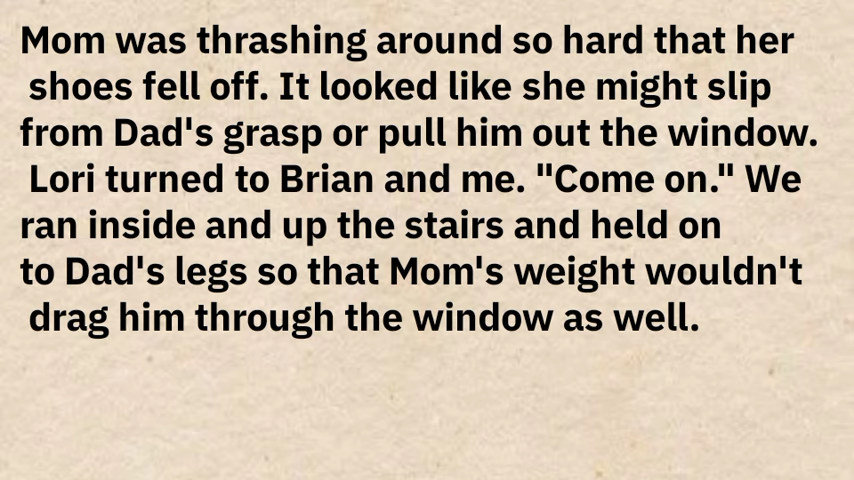 Mom was thrashing around so hard that her
shoes fell off. It looked like she might slip
from Dad's grasp or pull him out the window.
Lori turned to Brian and me. "Come on." We
ran inside and up the stairs and held on
to Dad's legs so that Mom's weight wouldn't
drag him through the window as well.